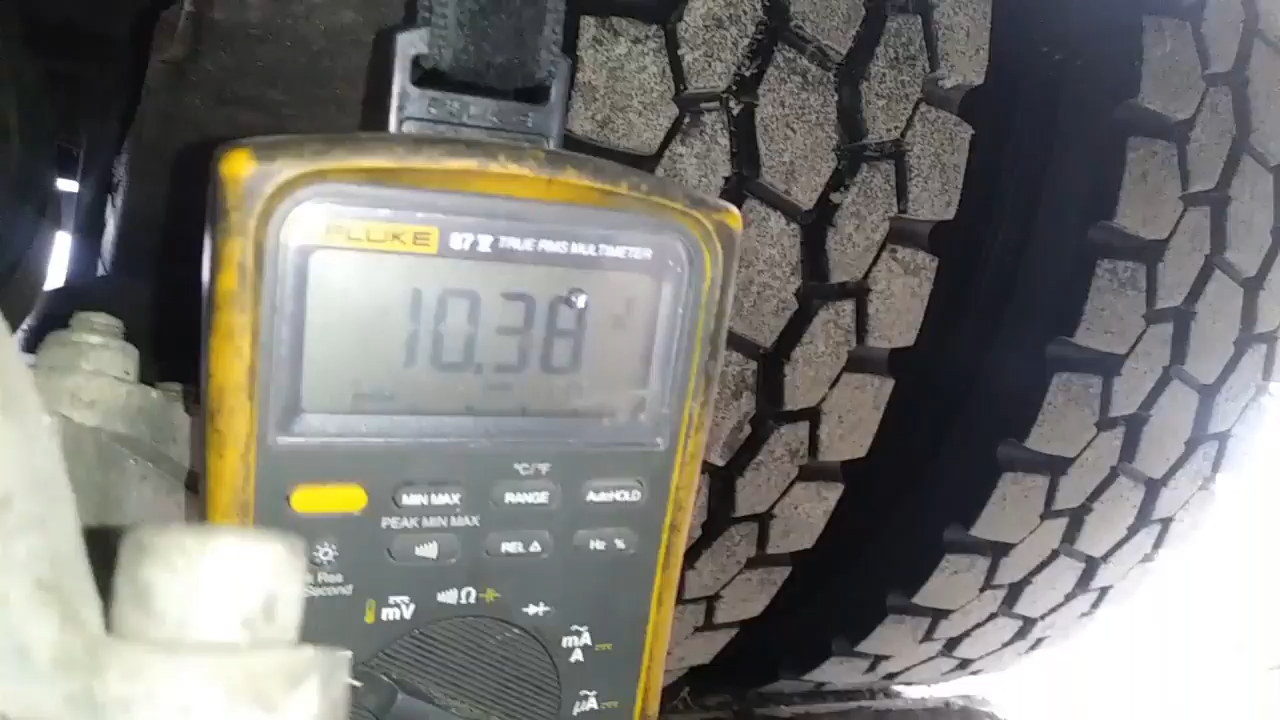 FLUKE 87 V TRUE RMS MULTIMETER
10.38
°C/°F
MIN MAX RANGE AutoHOLD
PEAK MIN MAX
REL Δ Hz %
Second
mV Ω mA
A
µA